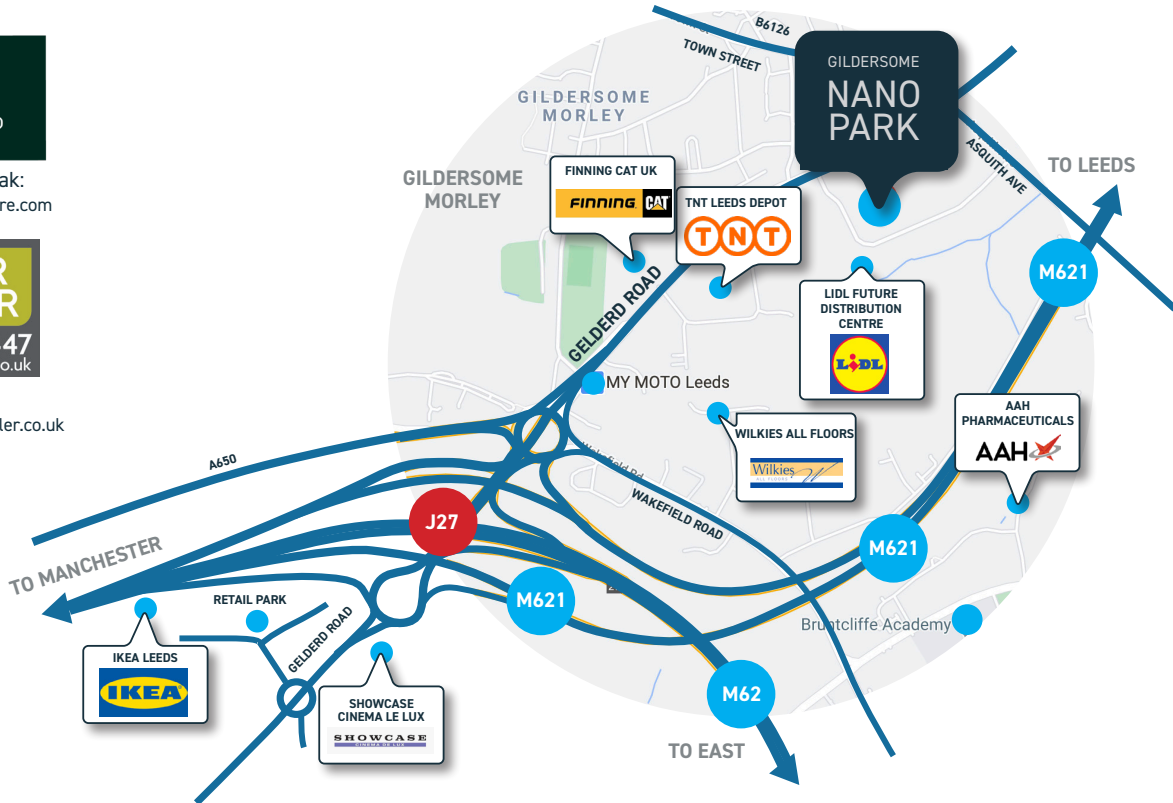 B6126
TOWN STREET
GILDERSOME
NANO
PARK
GILDERSOME
MORLEY
ASQUITH AVE
TO LEEDS
GILDERSOME
MORLEY
FINNING CAT UK
FINNING CAT
TNT LEEDS DEPOT
TNT
ak:
re.com
M621
GELDERD ROAD
LIDL FUTURE
DISTRIBUTION
CENTRE
LiDL
R
R
47
o.uk
MY MOTO Leeds
AAH
PHARMACEUTICALS
AAH
ler.co.uk
WILKIES ALL FLOORS
Wilkies
ALL FLOORS
A650
Wakefield Rd
WAKEFIELD ROAD
J27
M621
TO MANCHESTER
RETAIL PARK
M621
Bruntcliffe Academy
GELDERD ROAD
IKEA LEEDS
IKEA
M62
SHOWCASE
CINEMA LE LUX
SHOWCASE
CINEMA DE LUX
TO EAST